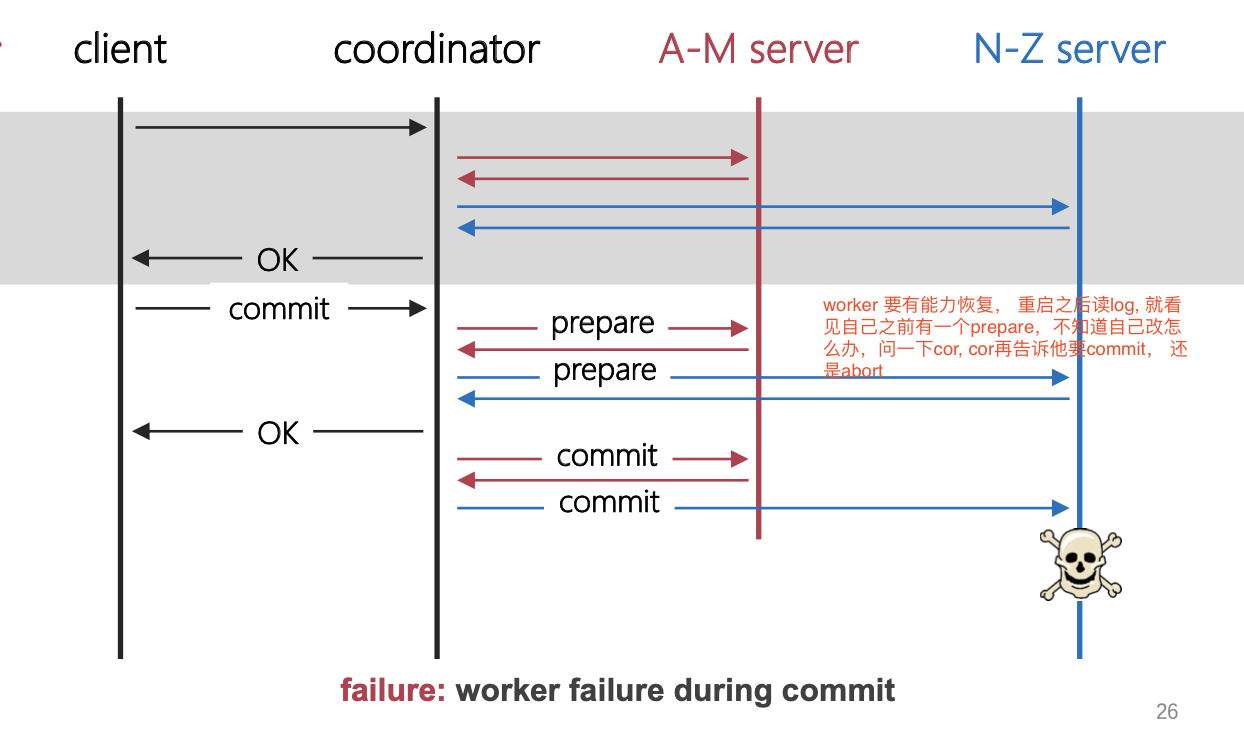 client
coordinator
A-M server
N-Z server
OK
commit
worker 要有能力恢复， 重启之后读log, 就看
见自己之前有一个prepare，不知道自己改怎
么办，问一下cor, cor再告诉他要commit， 还
是abort
prepare
prepare
OK
commit
commit
failure: worker failure during commit
26